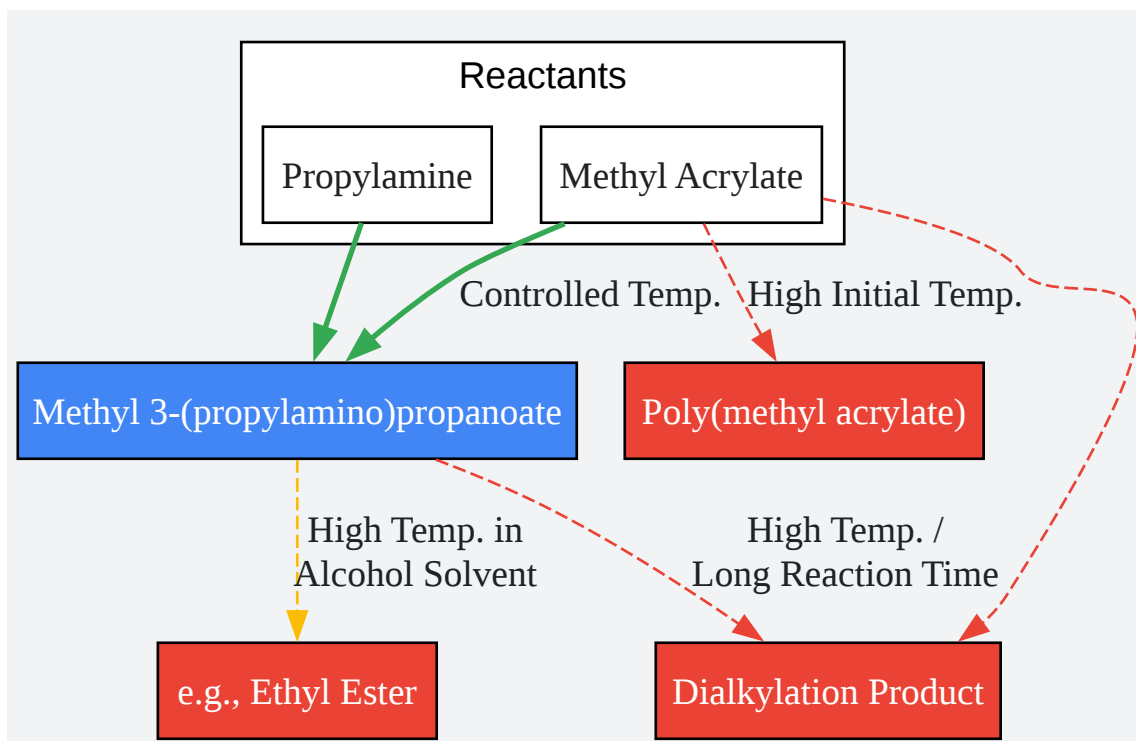 Reactants
Propylamine
Methyl Acrylate
Controlled Temp.
High Initial Temp.
Methyl 3-(propylamino)propanoate
Poly(methyl acrylate)
High Temp. in
Alcohol Solvent
High Temp. /
Long Reaction Time
e.g., Ethyl Ester
Dialkylation Product